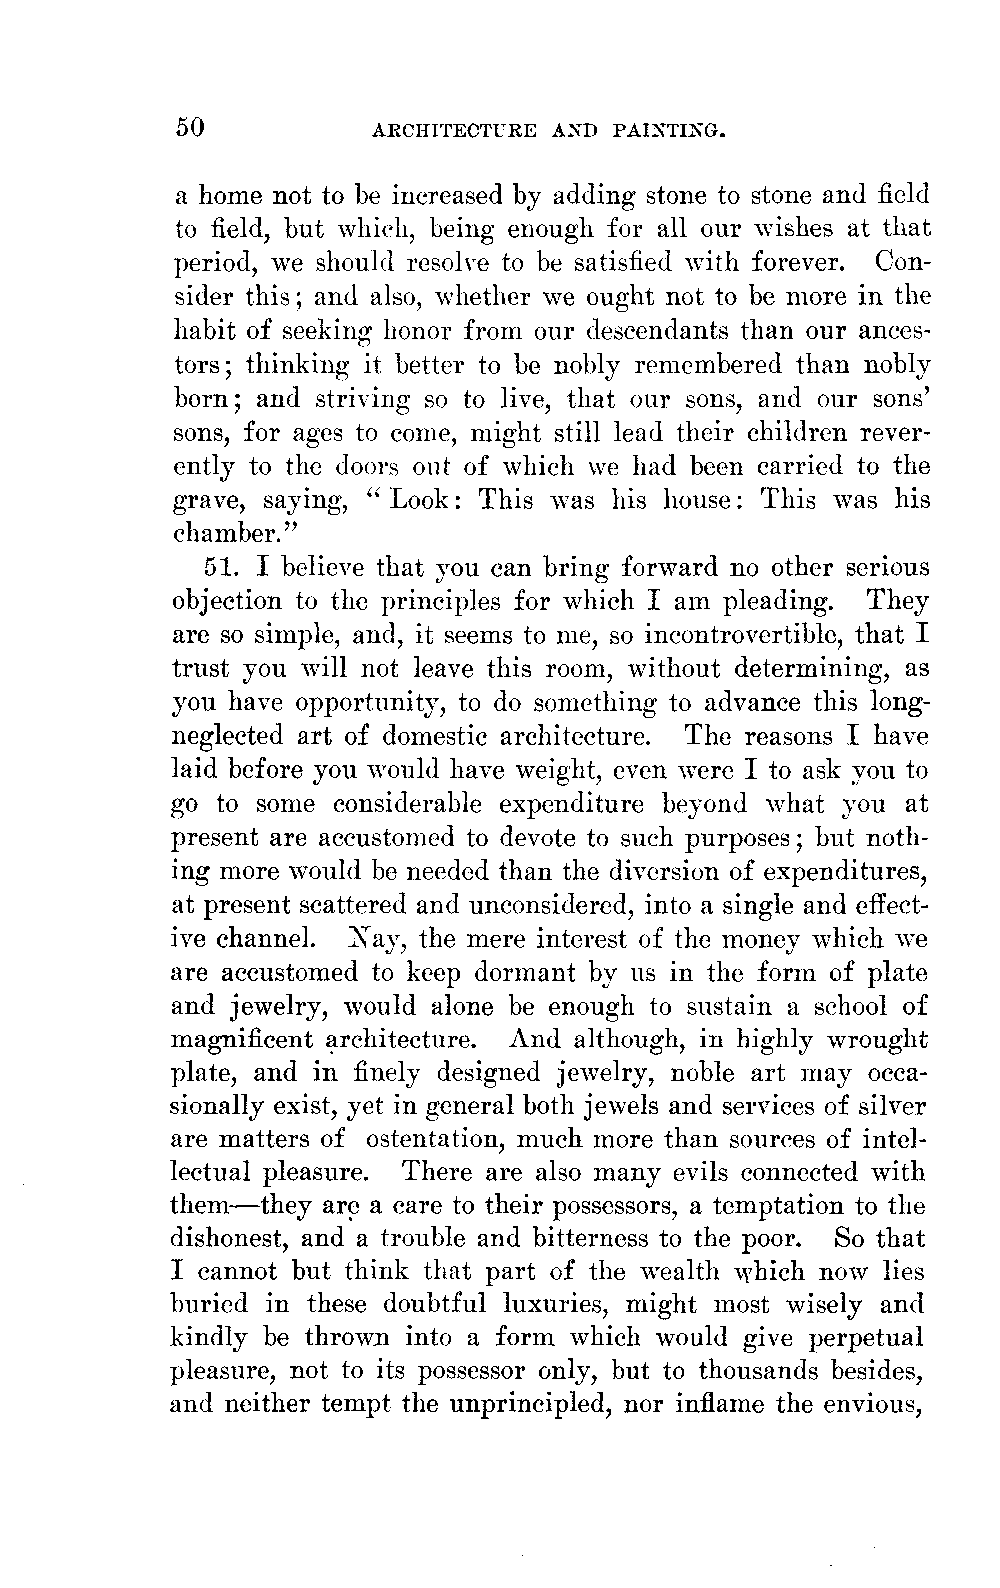 50 ARCHITECTURE AND PAINTING.
a home not to be increased by adding stone to stone and field
to field, but which, being enough for all our wishes at that
period, we should resolve to be satisfied with forever. Con-
sider this; and also, whether we ought not to be more in the
habit of seeking honor from our descendants than our ances-
tors; thinking it better to be nobly remembered than nobly
born; and striving so to live, that our sons, and our sons'
sons, for ages to come, might still lead their children rever-
ently to the doors out of which we had been carried to the
grave, saying, “Look: This was his house: This was his
chamber.”
51. I believe that you can bring forward no other serious
objection to the principles for which I am pleading. They
are so simple, and, it seems to me, so incontrovertible, that I
trust you will not leave this room, without determining, as
you have opportunity, to do something to advance this long-
neglected art of domestic architecture. The reasons I have
laid before you would have weight, even were I to ask you to
go to some considerable expenditure beyond what you at
present are accustomed to devote to such purposes; but noth-
ing more would be needed than the diversion of expenditures,
at present scattered and unconsidered, into a single and effect-
ive channel. Nay, the mere interest of the money which we
are accustomed to keep dormant by us in the form of plate
and jewelry, would alone be enough to sustain a school of
magnificent architecture. And although, in highly wrought
plate, and in finely designed jewelry, noble art may occa-
sionally exist, yet in general both jewels and services of silver
are matters of ostentation, much more than sources of intel-
lectual pleasure. There are also many evils connected with
them—they are a care to their possessors, a temptation to the
dishonest, and a trouble and bitterness to the poor. So that
I cannot but think that part of the wealth which now lies
buried in these doubtful luxuries, might most wisely and
kindly be thrown into a form which would give perpetual
pleasure, not to its possessor only, but to thousands besides,
and neither tempt the unprincipled, nor inflame the envious,